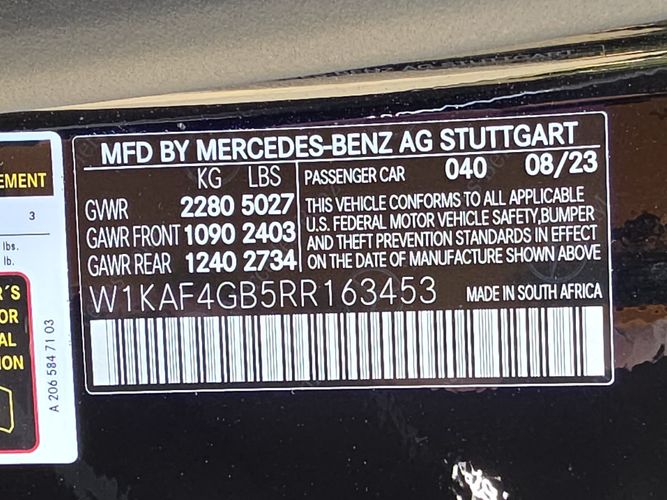 MFD BY MERCEDES-BENZ AG STUTTGART
KG LBS
GVWR 2280 5027
GAWR FRONT 1090 2403
GAWR REAR 1240 2734
PASSENGER CAR 040 08/23
THIS VEHICLE CONFORMS TO ALL APPLICABLE
U.S. FEDERAL MOTOR VEHICLE SAFETY,BUMPER
AND THEFT PREVENTION STANDARDS IN EFFECT
ON THE DATE OF MANUFACTURE SHOWN ABOVE
W1KAF4GB5RR163453 MADE IN SOUTH AFRICA
EMENT
3
lbs.
lb.
R'S
OR
AL
ION
A 206 584 71 03